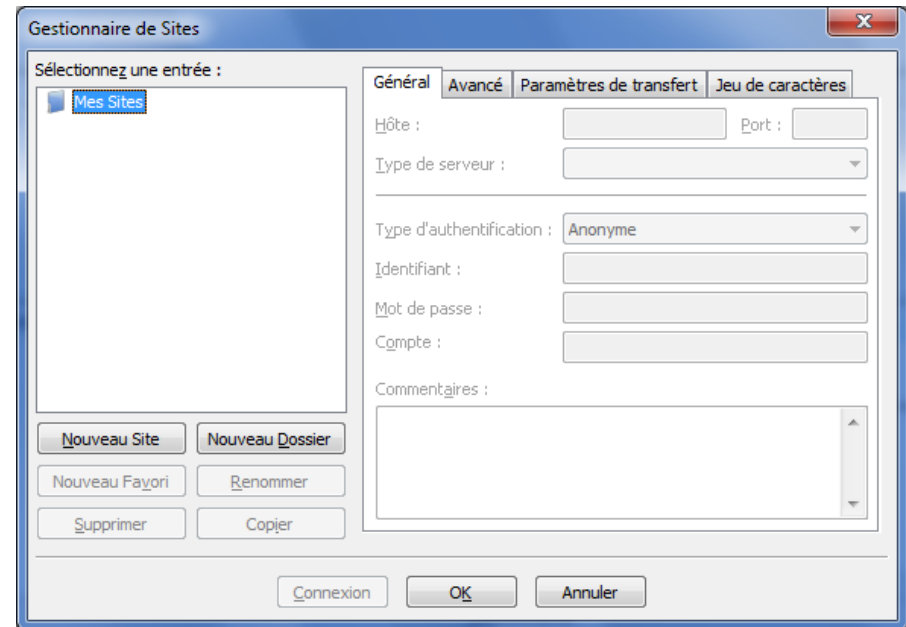 Gestionnaire de Sites
Sélectionnez une entrée :
Mes Sites
Nouveau Site Nouveau Dossier
Nouveau Favori Renommer
Supprimer Copier
Général Avancé Paramètres de transfert Jeu de caractères
Hôte : Port :
Type de serveur :
Type d'authentification : Anonyme
Identifiant :
Mot de passe :
Compte :
Commentaires :
Connexion OK Annuler